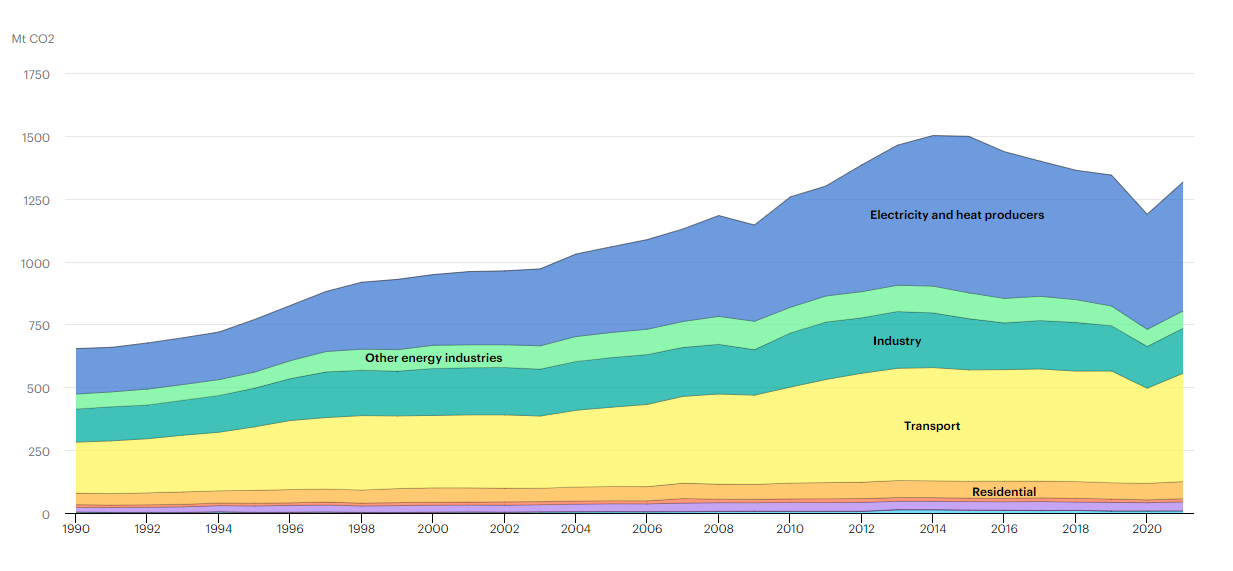 Mt CO2
1750
1500
1250
Electricity and heat producers
1000
750
Industry
Other energy industries
500
Transport
250
Residential
0
1990 1992 1994 1996 1998 2000 2002 2004 2006 2008 2010 2012 2014 2016 2018 2020